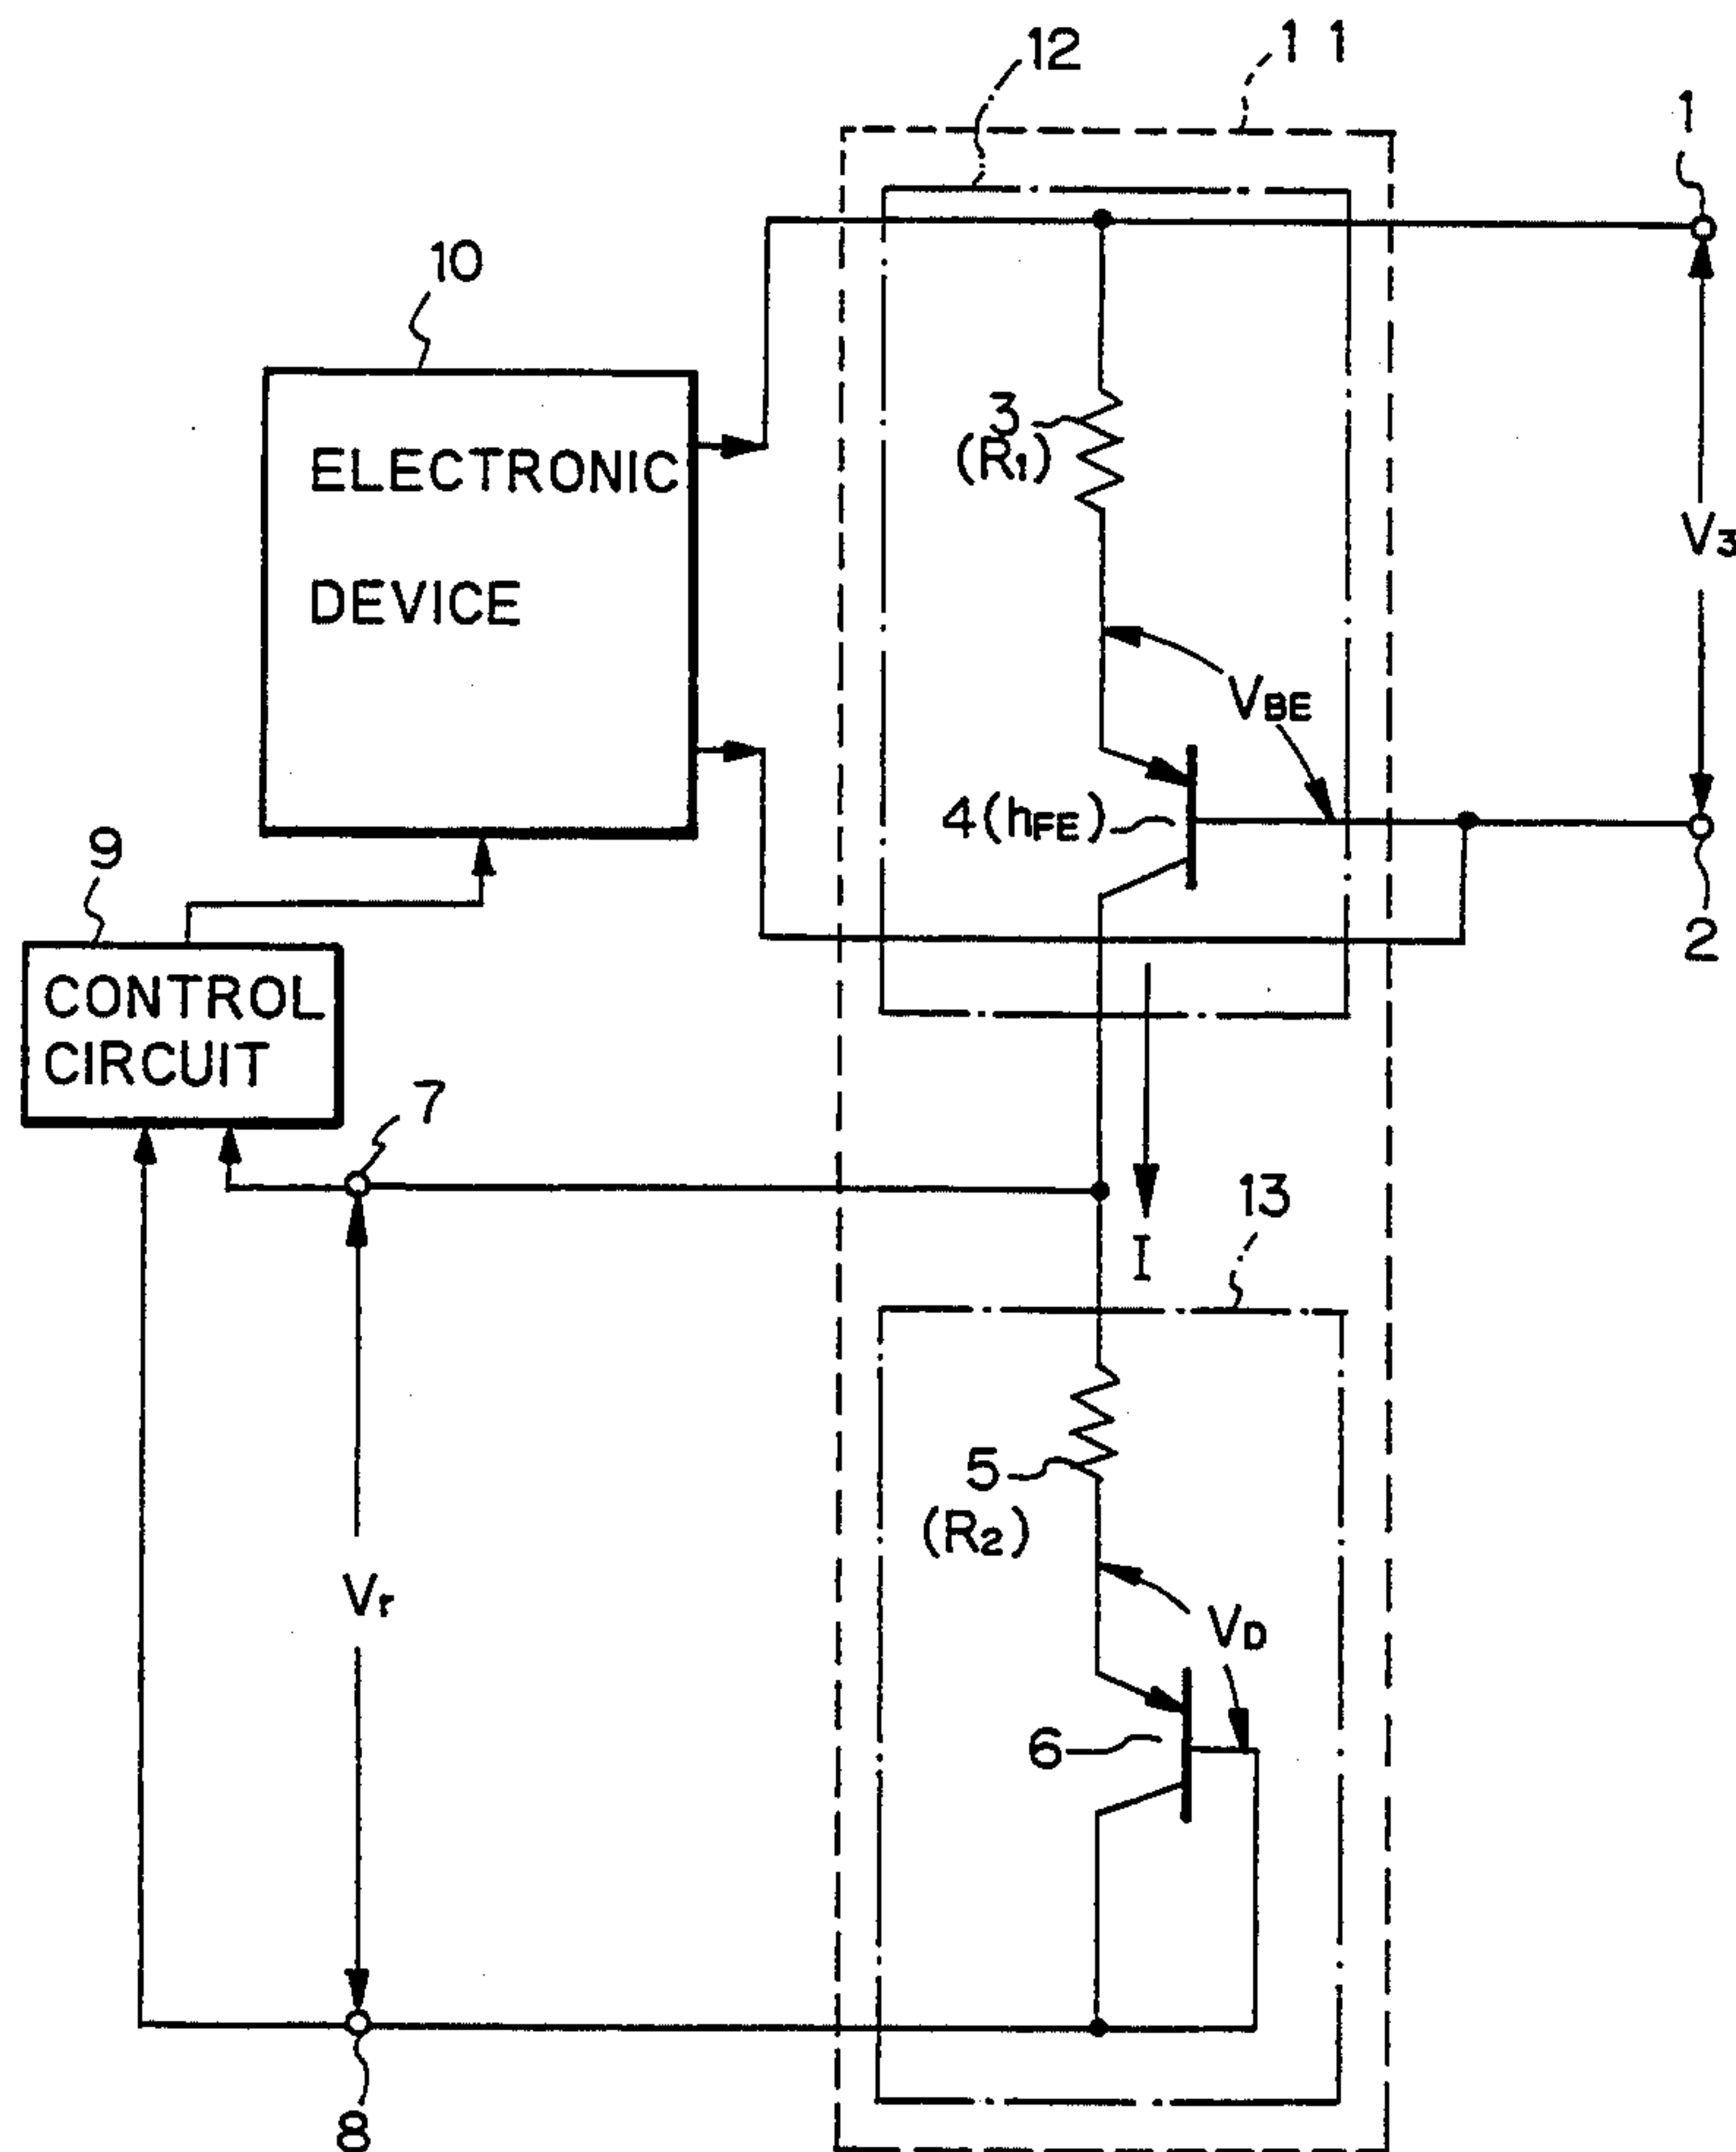 12
11
1
10
ELECTRONIC
DEVICE
3
(R1)
V3
VBE
4(hFE)
9
2
CONTROL
CIRCUIT
7
I
13
5
(R2)
Vr
VD
6
8